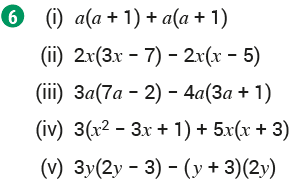 6 (i) a(a + 1) + a(a + 1)
(ii) 2x(3x − 7) − 2x(x − 5)
(iii) 3a(7a − 2) − 4a(3a + 1)
(iv) 3(x² − 3x + 1) + 5x(x + 3)
(v) 3y(2y − 3) − (y + 3)(2y)